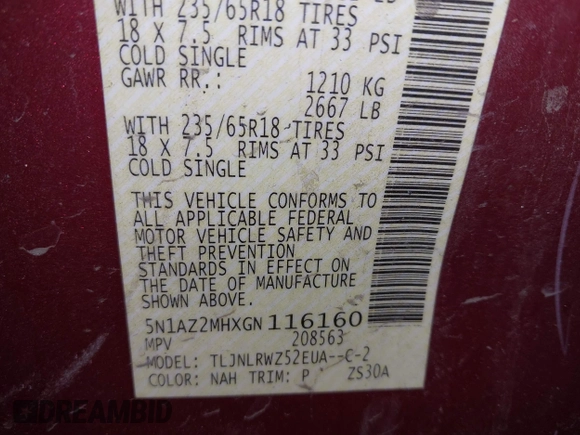 WITH 235/65R18 TIRES
18 X 7.5 RIMS AT 33 PSI
COLD SINGLE
GAWR RR.: 1210 KG
2667 LB
WITH 235/65R18 TIRES
18 X 7.5 RIMS AT 33 PSI
COLD SINGLE
THIS VEHICLE CONFORMS TO
ALL APPLICABLE FEDERAL
MOTOR VEHICLE SAFETY AND
THEFT PREVENTION
STANDARDS IN EFFECT ON
THE DATE OF MANUFACTURE
SHOWN ABOVE.
5N1AZ2MHXGN 116160
MPV 208563
MODEL: TLJNLRWZ52EUA--C-2
COLOR: NAH TRIM: P ZS30A
DREAMBID